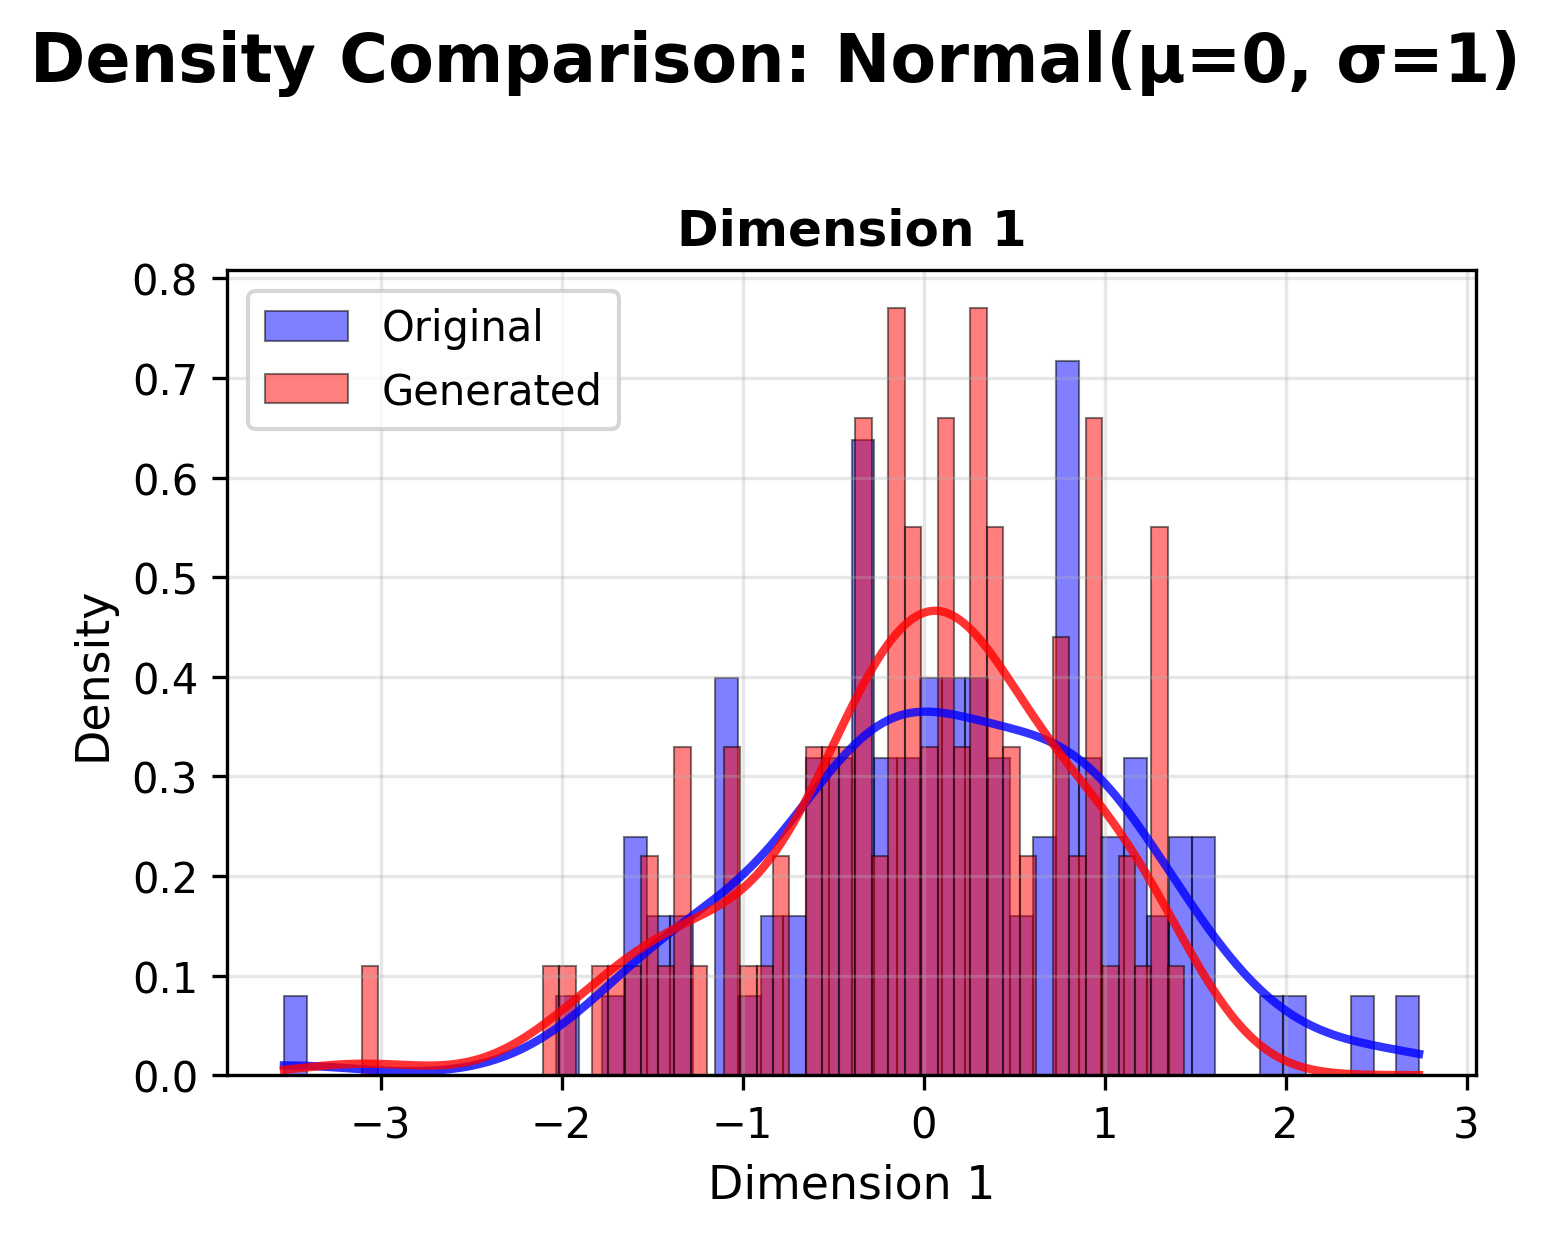 Density Comparison: Normal(μ=0, σ=1)
Dimension 1
Original
Generated
0.8
0.7
0.6
0.5
0.4
0.3
0.2
0.1
0.0
Density
−3
−2
−1
0
1
2
3
Dimension 1